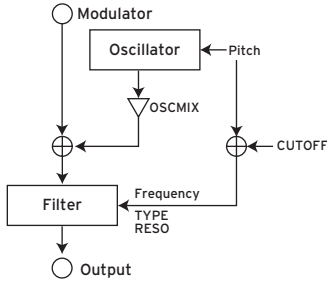 Modulator
Oscillator
Pitch
OSCMIX
CUTOFF
Frequency
Filter
TYPE
RESO
Output